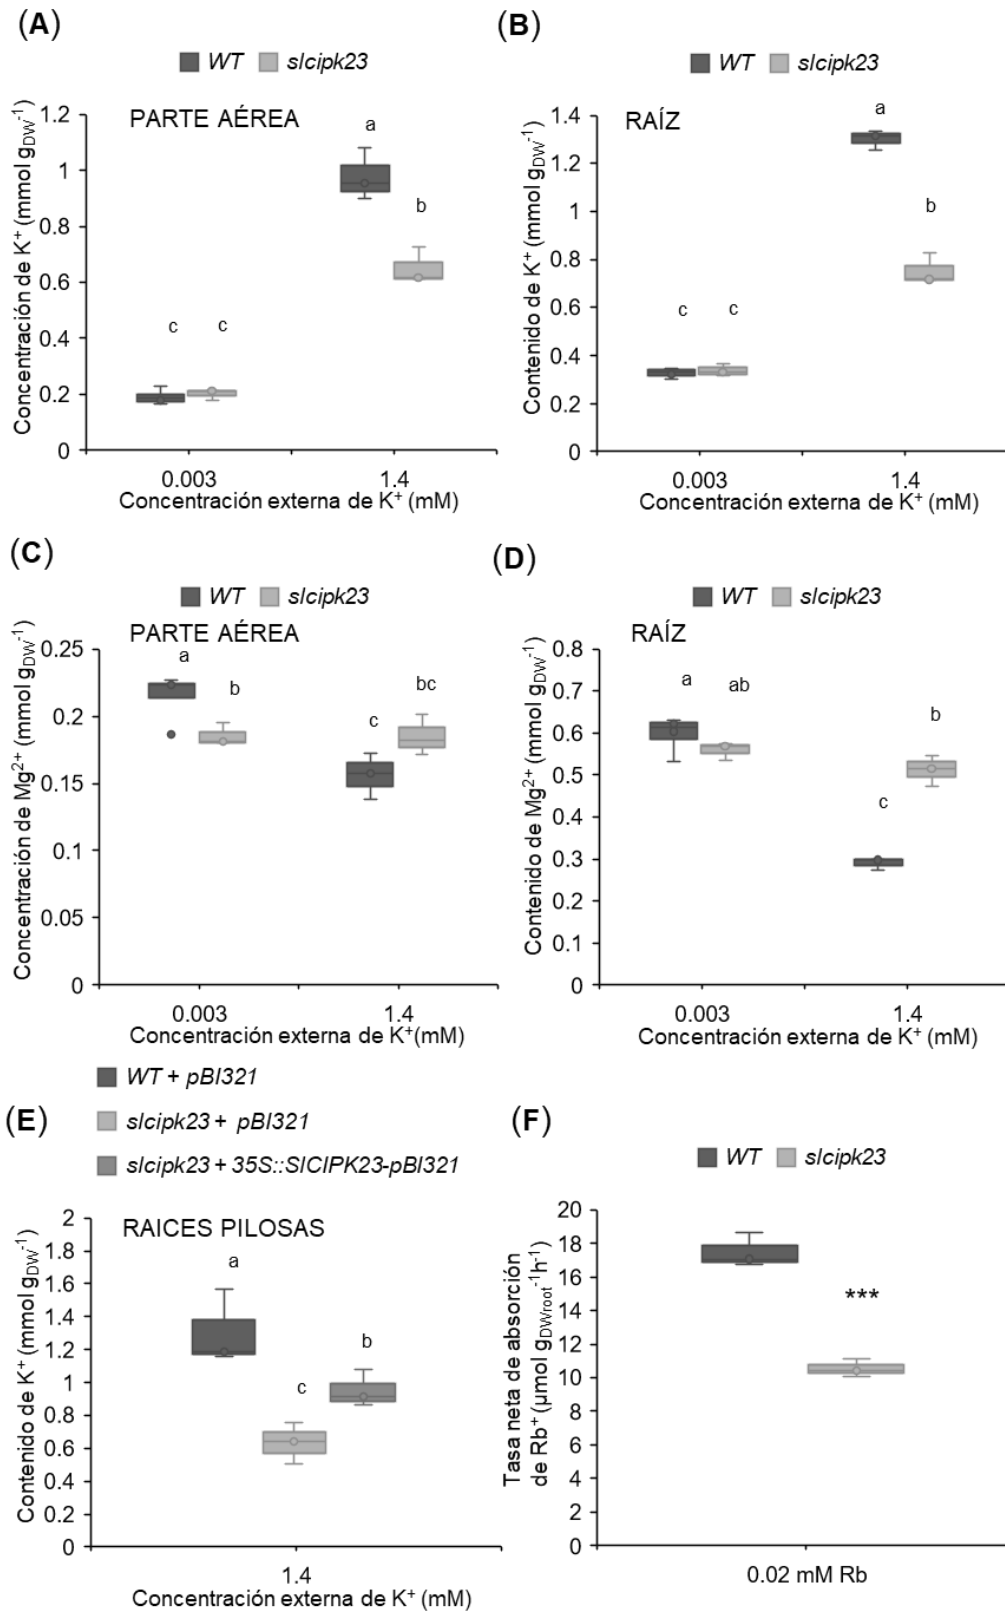 (A)
WT slcipk23
PARTE AÉREA
Concentración de K⁺ (mmol g_DW⁻¹)
1.2
1
0.8
0.6
0.4
0.2
0
c c a b
0.003 1.4
Concentración externa de K⁺ (mM)
(B)
WT slcipk23
RAÍZ
Contenido de K⁺ (mmol g_DW⁻¹)
1.4
1.2
1
0.8
0.6
0.4
0.2
0
c c a b
0.003 1.4
Concentración externa de K⁺ (mM)
(C)
WT slcipk23
PARTE AÉREA
Concentración de Mg²⁺ (mmol g_DW⁻¹)
0.25
0.2
0.15
0.1
0.05
0
a b c bc
0.003 1.4
Concentración externa de K⁺(mM)
(D)
WT slcipk23
RAÍZ
Contenido de Mg²⁺ (mmol g_DW⁻¹)
0.8
0.7
0.6
0.5
0.4
0.3
0.2
0.1
0
a ab c b
0.003 1.4
Concentración externa de K⁺ (mM)
(E)
WT + pBI321
slcipk23 + pBI321
slcipk23 + 35S::SlCIPK23-pBI321
RAICES PILOSAS
Contenido de K⁺ (mmol g_DW⁻¹)
2
1.8
1.6
1.4
1.2
1
0.8
0.6
0.4
0.2
0
a c b
1.4
Concentración externa de K⁺ (mM)
(F)
WT slcipk23
Tasa neta de absorción
de Rb⁺ (µmol g_DWroot⁻¹h⁻¹)
20
18
16
14
12
10
8
6
4
2
0
***
0.02 mM Rb